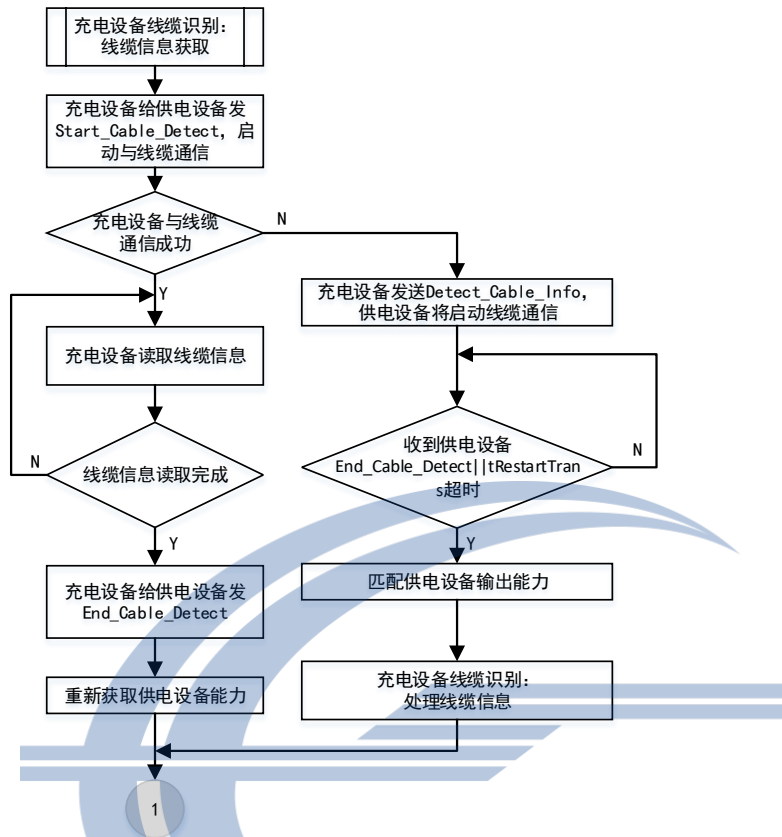 充电设备线缆识别：
线缆信息获取
充电设备给供电设备发
Start_Cable_Detect，启
动与线缆通信
充电设备与线缆
通信成功
N
Y
充电设备发送Detect_Cable_Info，
供电设备将启动线缆通信
充电设备读取线缆信息
收到供电设备
End_Cable_Detect||tRestartTran
s超时
N
线缆信息读取完成
N
Y
Y
充电设备给供电设备发
End_Cable_Detect
匹配供电设备输出能力
重新获取供电设备能力
充电设备线缆识别：
处理线缆信息
1